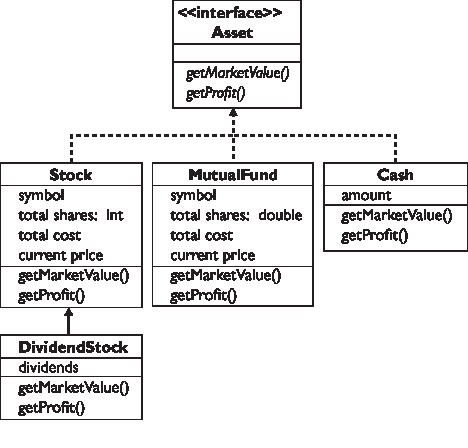 <<interface>>
Asset
getMarketValue()
getProfit()
Stock
symbol
total shares: int
total cost
current price
getMarketValue()
getProfit()
MutualFund
symbol
total shares: double
total cost
current price
getMarketValue()
getProfit()
Cash
amount
getMarketValue()
getProfit()
DividendStock
dividends
getMarketValue()
getProfit()